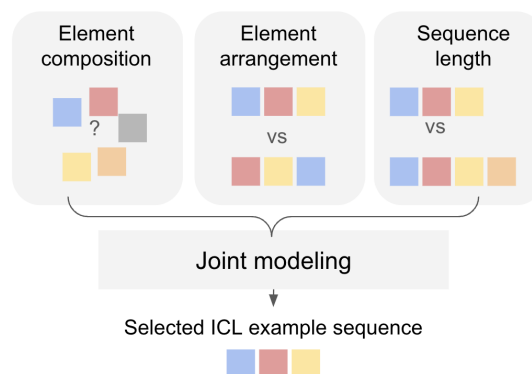 Element
composition
?
Element
arrangement
vs
Sequence
length
vs
Joint modeling
Selected ICL example sequence